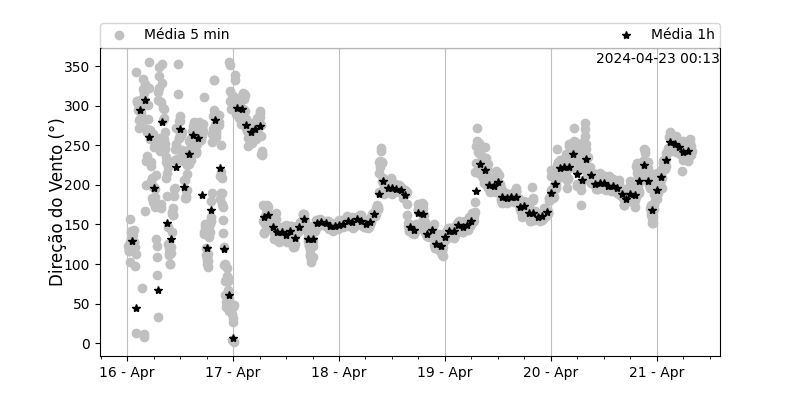 Média 5 min
Média 1h
2024-04-23 00:13
Direção do Vento (°)
350
300
250
200
150
100
50
0
16 - Apr
17 - Apr
18 - Apr
19 - Apr
20 - Apr
21 - Apr